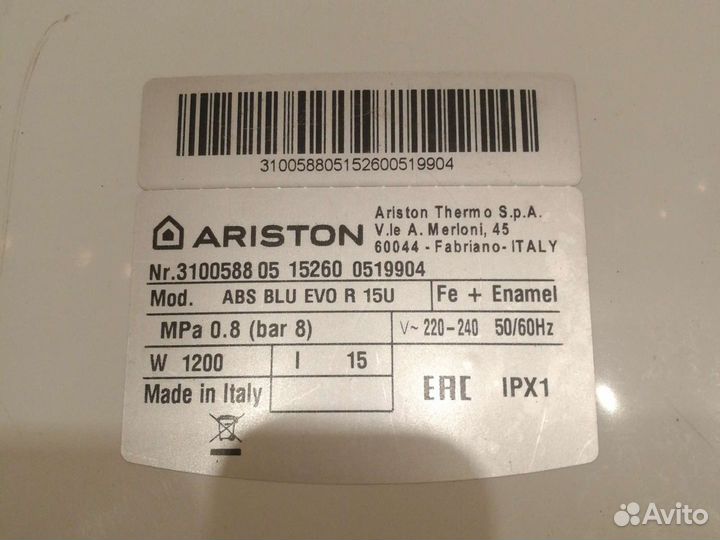 310058805152600519904
ARISTON
Ariston Thermo S.p.A.
V.le A. Merloni, 45
60044 - Fabriano- ITALY
Nr.3100588 05 15260 0519904
Mod. ABS BLU EVO R 15U Fe + Enamel
MPa 0.8 (bar 8) V~ 220-240 50/60Hz
W 1200 l 15
Made in Italy EAC IPX1
Avito